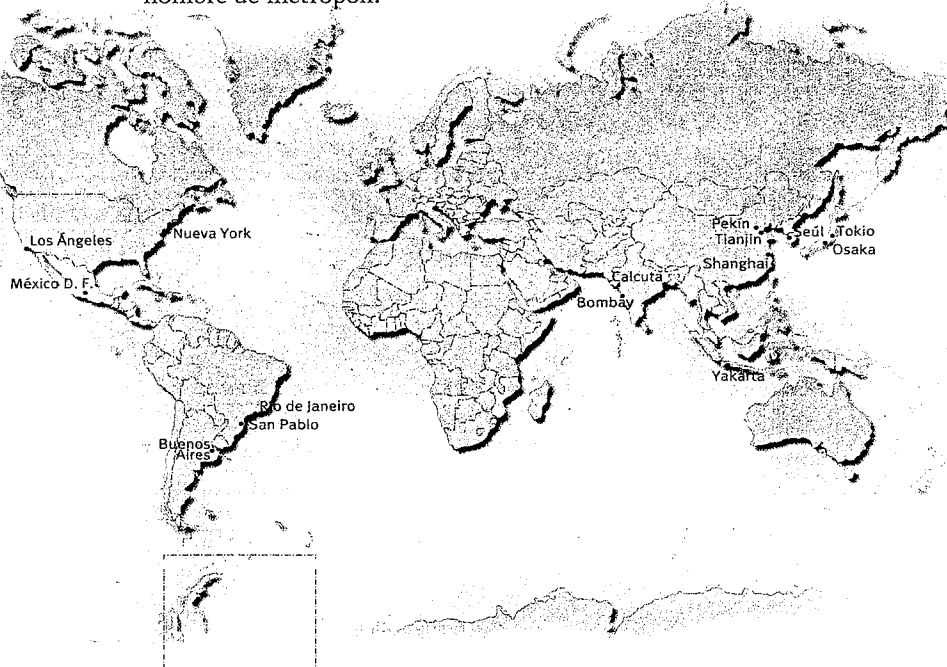 nombre de metrópoli.
Los Ángeles
Nueva York
México D. F.
Río de Janeiro
San Pablo
Buenos
Aires
Pekín
Tianjin
Seúl
Tokio
Osaka
Shanghai
Calcuta
Bombay
Yakarta